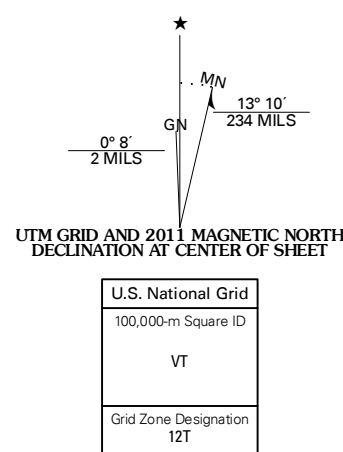 ★
MN
GN
13° 10´
234 MILS
0° 8´
2 MILS
UTM GRID AND 2011 MAGNETIC NORTH
DECLINATION AT CENTER OF SHEET
U.S. National Grid
100,000-m Square ID
VT
Grid Zone Designation
12T